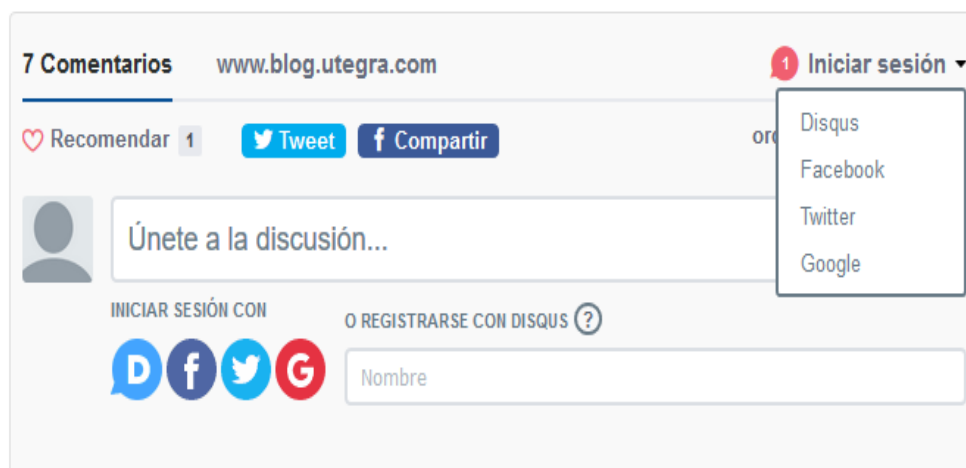 7 Comentarios www.blog.utegra.com 1 Iniciar sesión
Recomendar 1 Tweet f Compartir
Disqus
Facebook
Twitter
Google
Únete a la discusión...
INICIAR SESIÓN CON
O REGISTRARSE CON DISQUS ?
D f G
Nombre